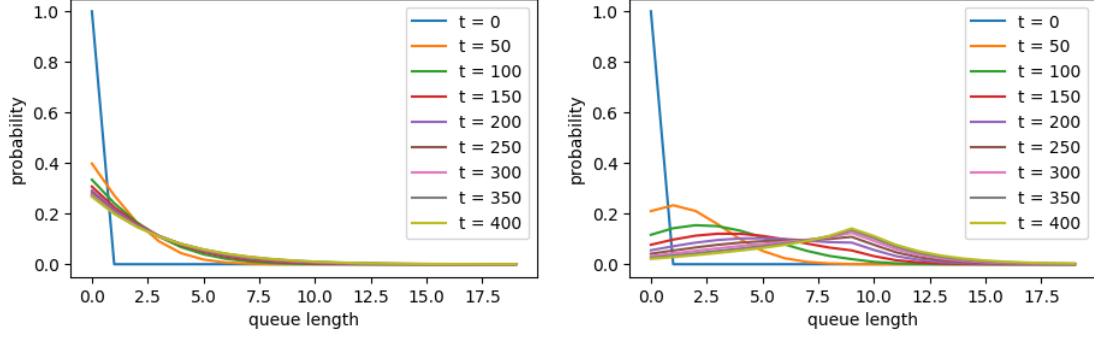 1.0
0.8
0.6
0.4
0.2
0.0
probability
0.0 2.5 5.0 7.5 10.0 12.5 15.0 17.5
queue length
t = 0
t = 50
t = 100
t = 150
t = 200
t = 250
t = 300
t = 350
t = 400
1.0
0.8
0.6
0.4
0.2
0.0
probability
0.0 2.5 5.0 7.5 10.0 12.5 15.0 17.5
queue length
t = 0
t = 50
t = 100
t = 150
t = 200
t = 250
t = 300
t = 350
t = 400